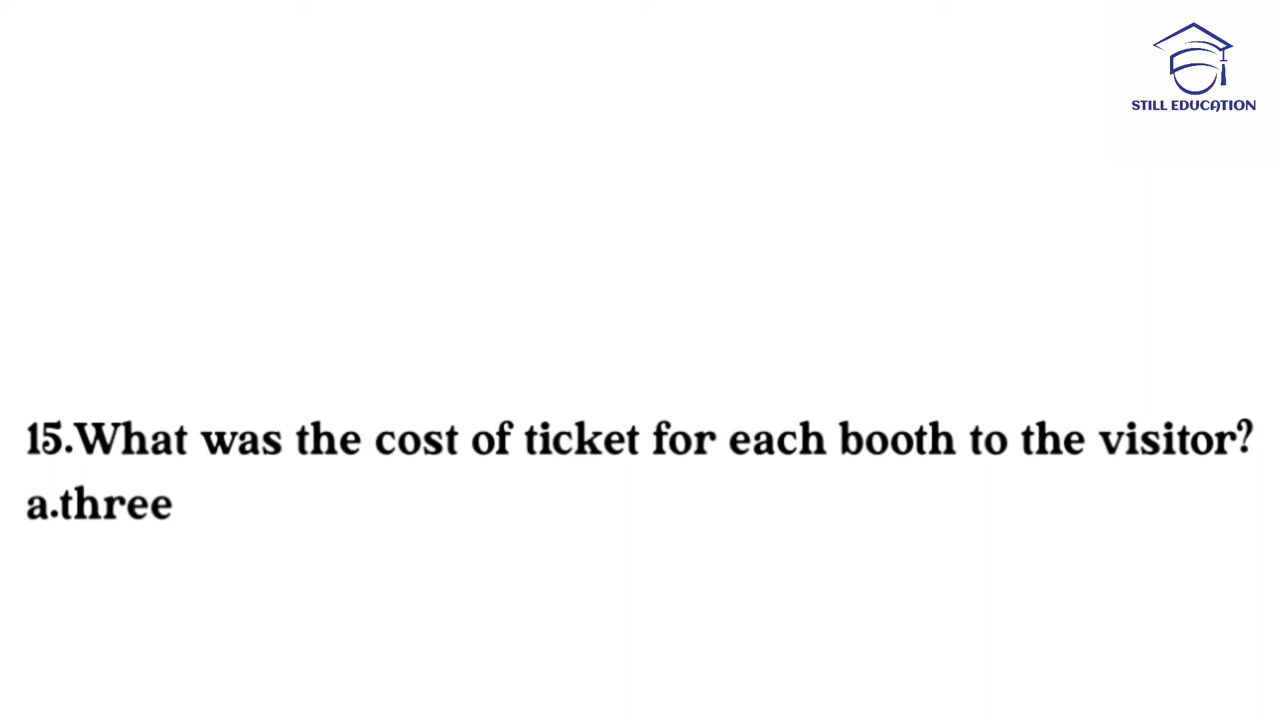 STILL EDUCATION
15.What was the cost of ticket for each booth to the visitor?
a.three